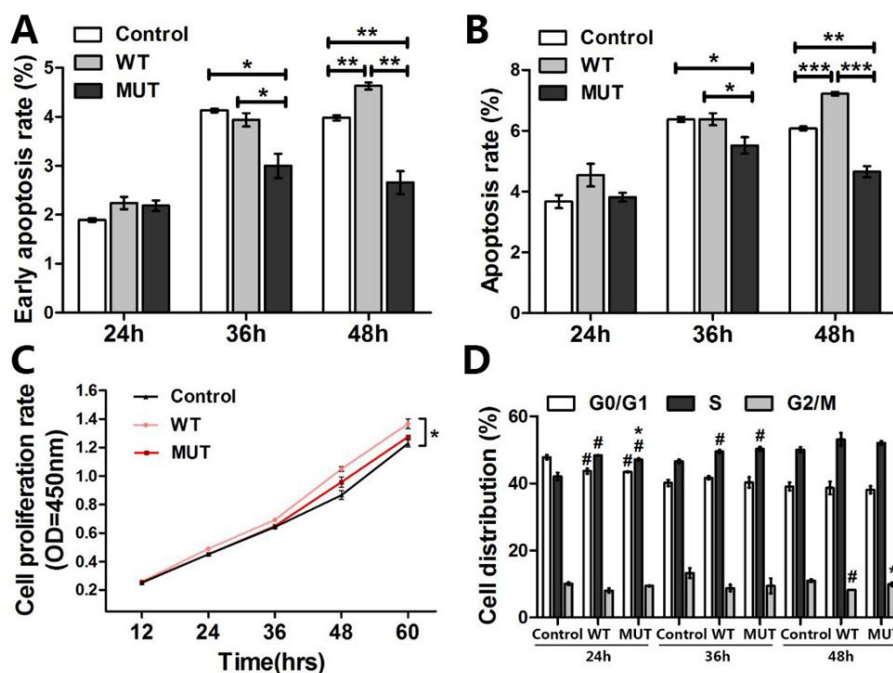 A
Control
WT
MUT
Early apoptosis rate (%)
5
4
3
2
1
0
*
*
**
**
**
24h
36h
48h
B
Control
WT
MUT
Apoptosis rate (%)
8
6
4
2
0
*
*
**
***
***
24h
36h
48h
C
Control
WT
MUT
Cell proliferation rate
(OD=450nm)
1.6
1.4
1.2
1.0
0.8
0.6
0.4
0.2
*
12
24
36
48
60
Time(hrs)
D
G0/G1
S
G2/M
Cell distribution (%)
60
40
20
0
# #
*
# #
#
#
#
*
Control WT MUT Control WT MUT Control WT MUT
24h
36h
48h